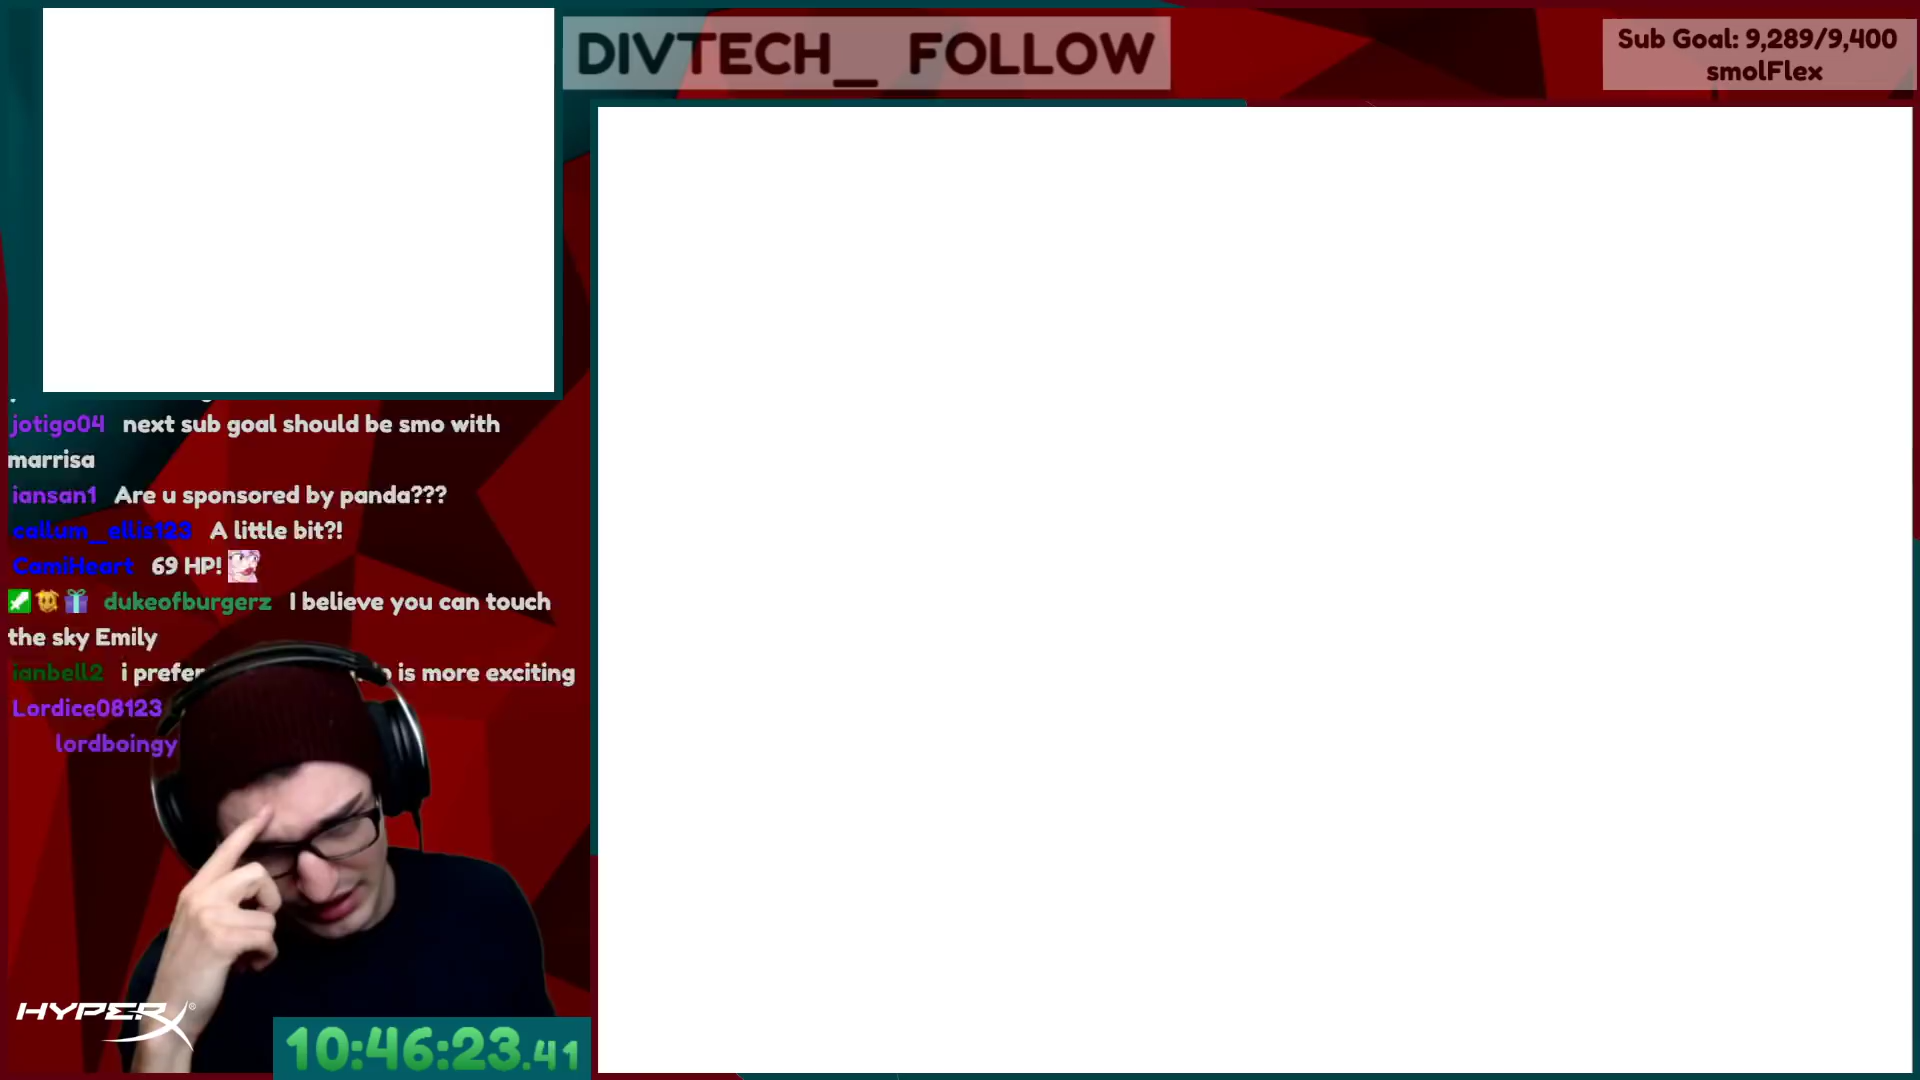 DIVTECH_ FOLLOW
Sub Goal: 9,289/9,400
smolFlex
jotigo04 next sub goal should be smo with
marrisa
iansan1 Are u sponsored by panda???
callum_ellis123 A little bit?!
CamiHeart 69 HP!
dukeofburgerz I believe you can touch
the sky Emily
ianbell2 i prefer is more exciting
Lordice08123
lordboingy
HYPERX®
10:46:23.41